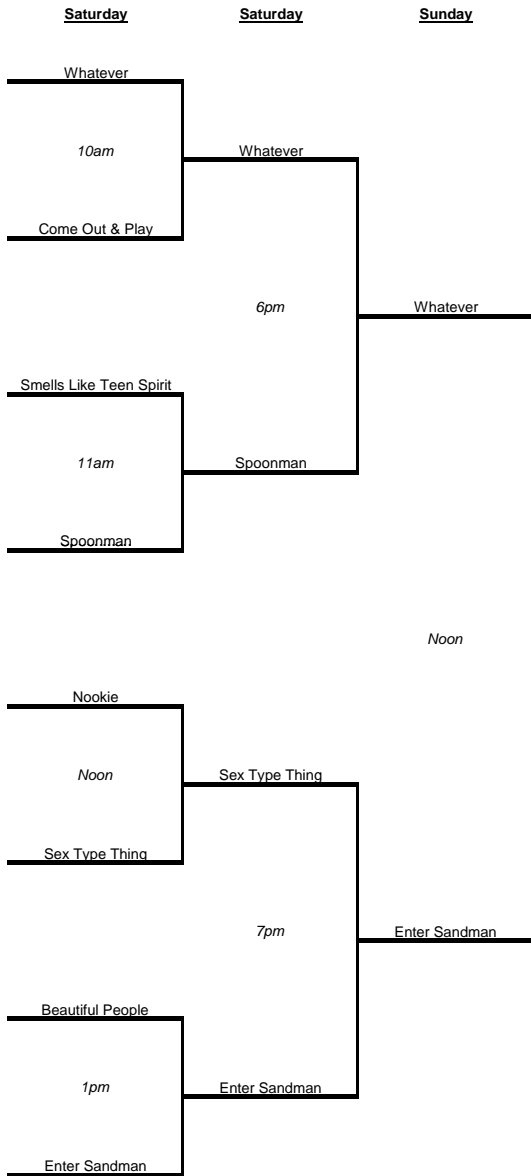 Saturday Saturday Sunday
Whatever
10am Whatever
Come Out & Play
6pm Whatever
Smells Like Teen Spirit
11am Spoonman
Spoonman
Noon
Nookie
Noon Sex Type Thing
Sex Type Thing
7pm Enter Sandman
Beautiful People
1pm Enter Sandman
Enter Sandman